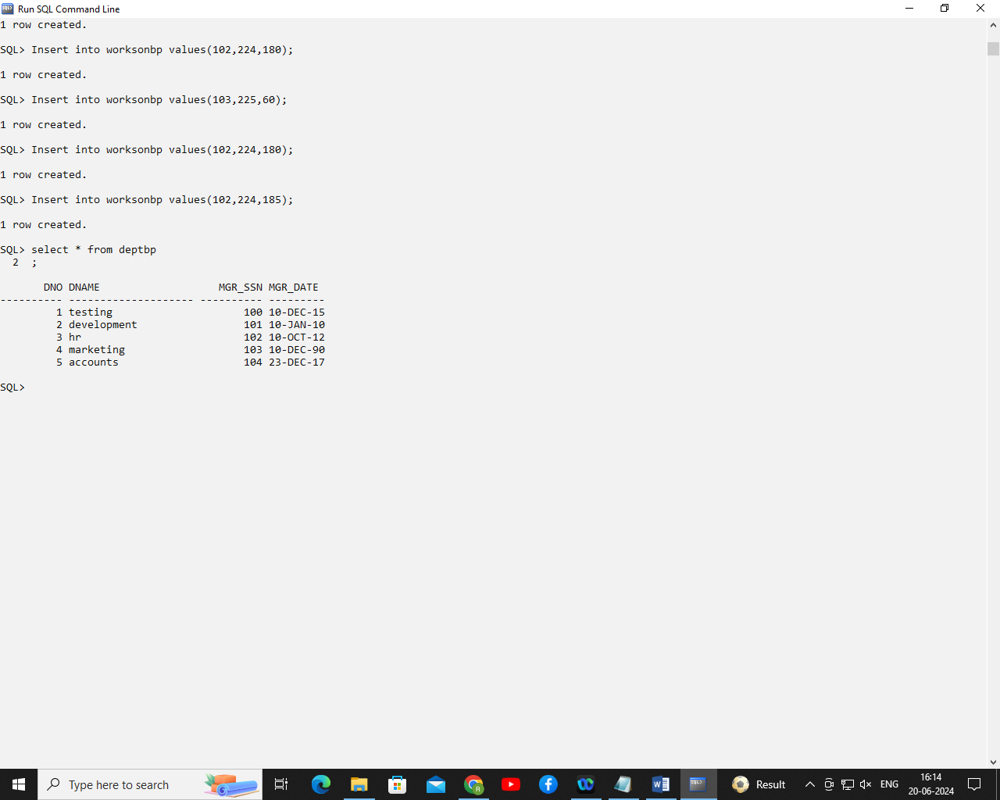 Run SQL Command Line
1 row created.
SQL> Insert into worksonbp values(102,224,180);
1 row created.
SQL> Insert into worksonbp values(103,225,60);
1 row created.
SQL> Insert into worksonbp values(102,224,180);
1 row created.
SQL> Insert into worksonbp values(102,224,185);
1 row created.
SQL> select * from deptbp
  2  ;
       DNO DNAME                   MGR_SSN MGR_DATE
---------- -------------------- ---------- ---------
         1 testing                     100 10-DEC-15
         2 development                 101 10-JAN-10
         3 hr                          102 10-OCT-12
         4 marketing                   103 10-DEC-90
         5 accounts                    104 23-DEC-17
SQL>
Type here to search
Result
ENG
16:14
20-06-2024